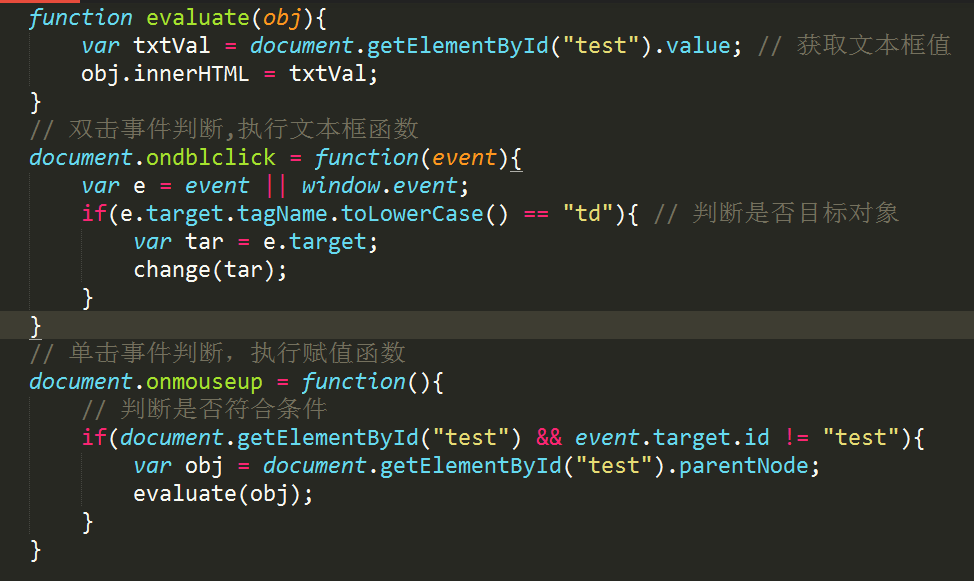 function evaluate(obj){
    var txtVal = document.getElementById("test").value; // 获取文本框值
    obj.innerHTML = txtVal;
}
// 双击事件判断,执行文本框函数
document.ondblclick = function(event){
    var e = event || window.event;
    if(e.target.tagName.toLowerCase() == "td"){ // 判断是否目标对象
        var tar = e.target;
        change(tar);
    }
}
// 单击事件判断，执行赋值函数
document.onmouseup = function(){
    // 判断是否符合条件
    if(document.getElementById("test") && event.target.id != "test"){
        var obj = document.getElementById("test").parentNode;
        evaluate(obj);
    }
}